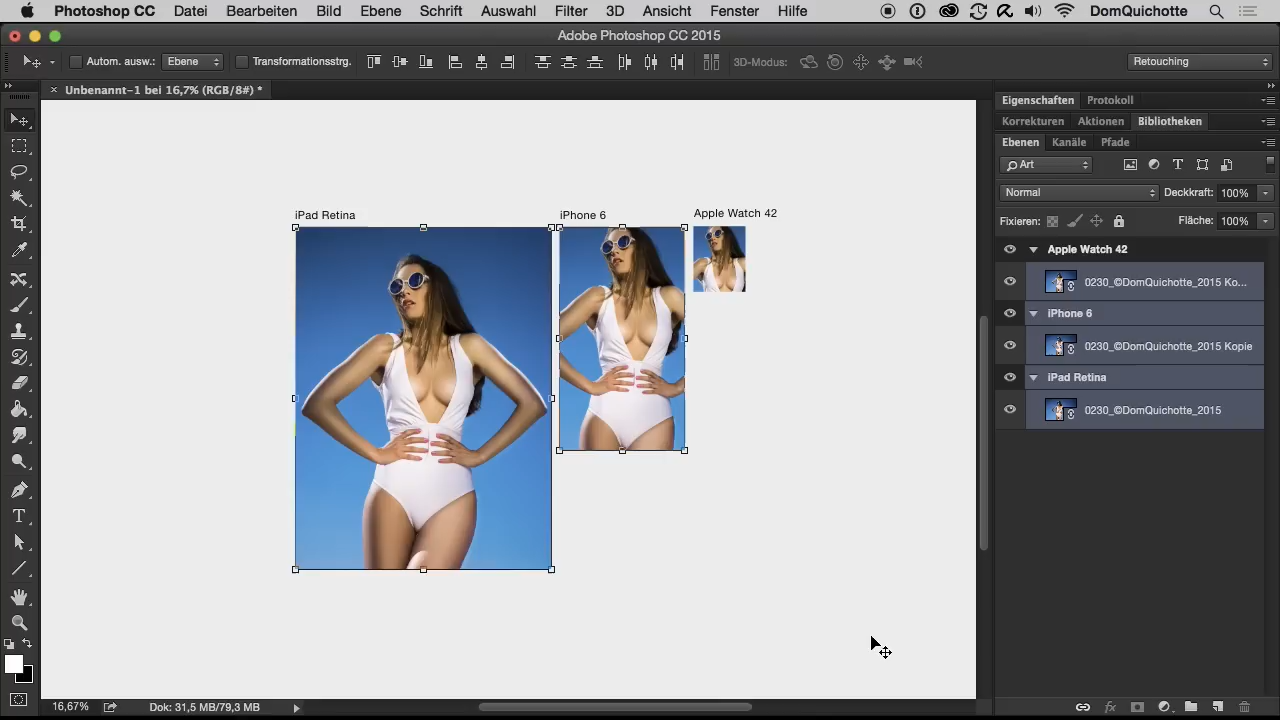 Photoshop CC Datei Bearbeiten Bild Ebene Schrift Auswahl Filter 3D Ansicht Fenster Hilfe DomQuichotte
Adobe Photoshop CC 2015
Autom. ausw.: Ebene Transformationsstrg. 3D-Modus: Retouching
× Unbenannt-1 bei 16,7% (RGB/8#) *
Eigenschaften Protokoll
Korrekturen Aktionen Bibliotheken
Ebenen Kanäle Pfade
Art
Normal Deckkraft: 100%
Fixieren: Fläche: 100%
iPad Retina
iPhone 6
Apple Watch 42
Apple Watch 42
0230_©DomQuichotte_2015 Ko...
iPhone 6
0230_©DomQuichotte_2015 Kopie
iPad Retina
0230_©DomQuichotte_2015
16,67% Dok: 31,5 MB/79,3 MB